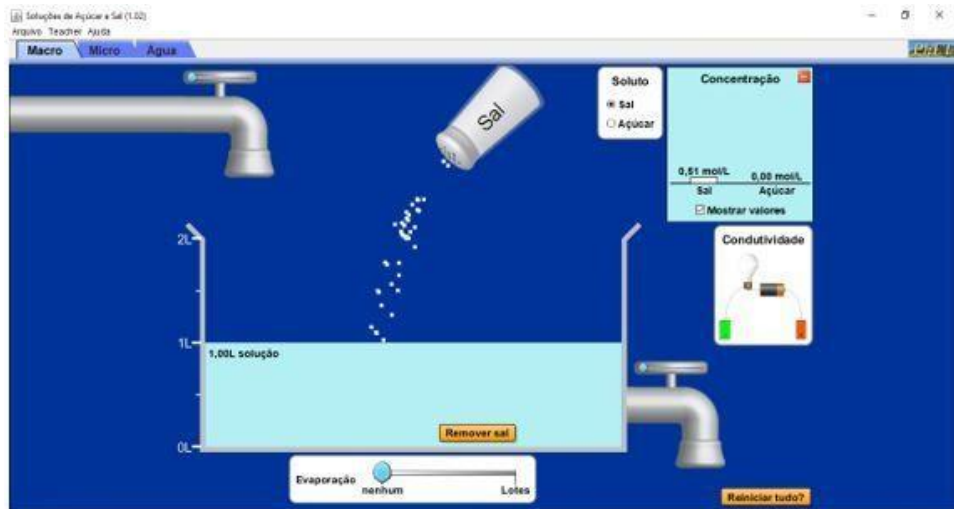 Soluções de Açúcar e Sal (1.02)
Arquivo Teacher Ajuda
Macro Micro Água
Sal
Soluto
Sal
Açúcar
Concentração
0,51 mol/L 0,00 mol/L
Sal Açúcar
Mostrar valores
Condutividade
2L
1L
1,00L solução
0L
Remover sal
Evaporação
nenhum Lotes
Reiniciar tudo?